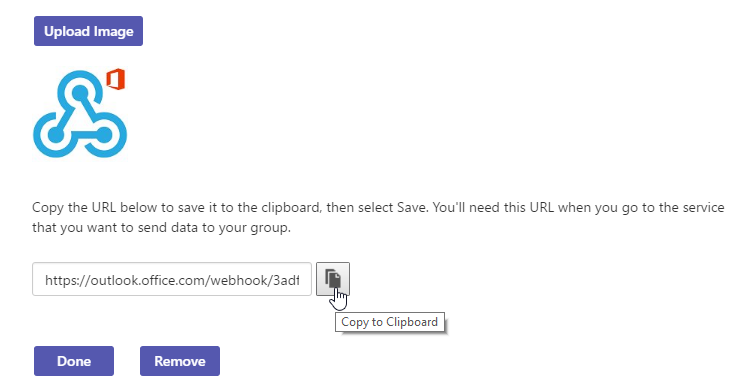 Upload Image
Copy the URL below to save it to the clipboard, then select Save. You'll need this URL when you go to the service
that you want to send data to your group.
https://outlook.office.com/webhook/3adf
Copy to Clipboard
Done
Remove